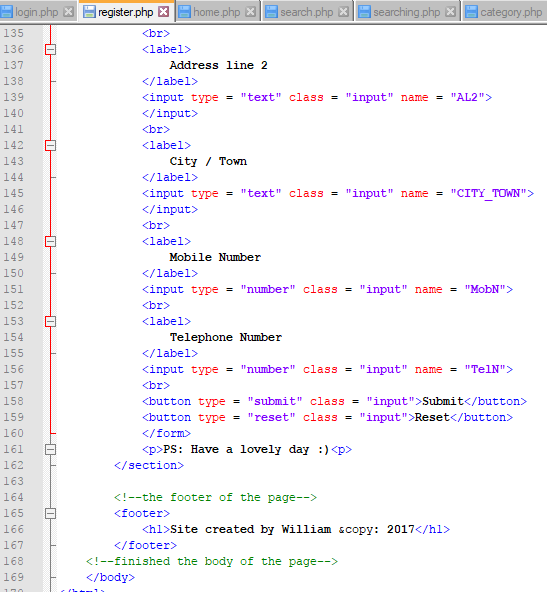 login.php register.php home.php search.php searching.php category.php
135 <br>
136 <label>
137 Address line 2
138 </label>
139 <input type = "text" class = "input" name = "AL2">
140 </input>
141 <br>
142 <label>
143 City / Town
144 </label>
145 <input type = "text" class = "input" name = "CITY_TOWN">
146 </input>
147 <br>
148 <label>
149 Mobile Number
150 </label>
151 <input type = "number" class = "input" name = "MobN">
152 <br>
153 <label>
154 Telephone Number
155 </label>
156 <input type = "number" class = "input" name = "TelN">
157 <br>
158 <button type = "submit" class = "input">Submit</button>
159 <button type = "reset" class = "input">Reset</button>
160 </form>
161 <p>PS: Have a lovely day :)<p>
162 </section>
163
164 <!--the footer of the page-->
165 <footer>
166 <h1>Site created by William &copy: 2017</h1>
167 </footer>
168 <!--finished the body of the page-->
169 </body>
170 </html>